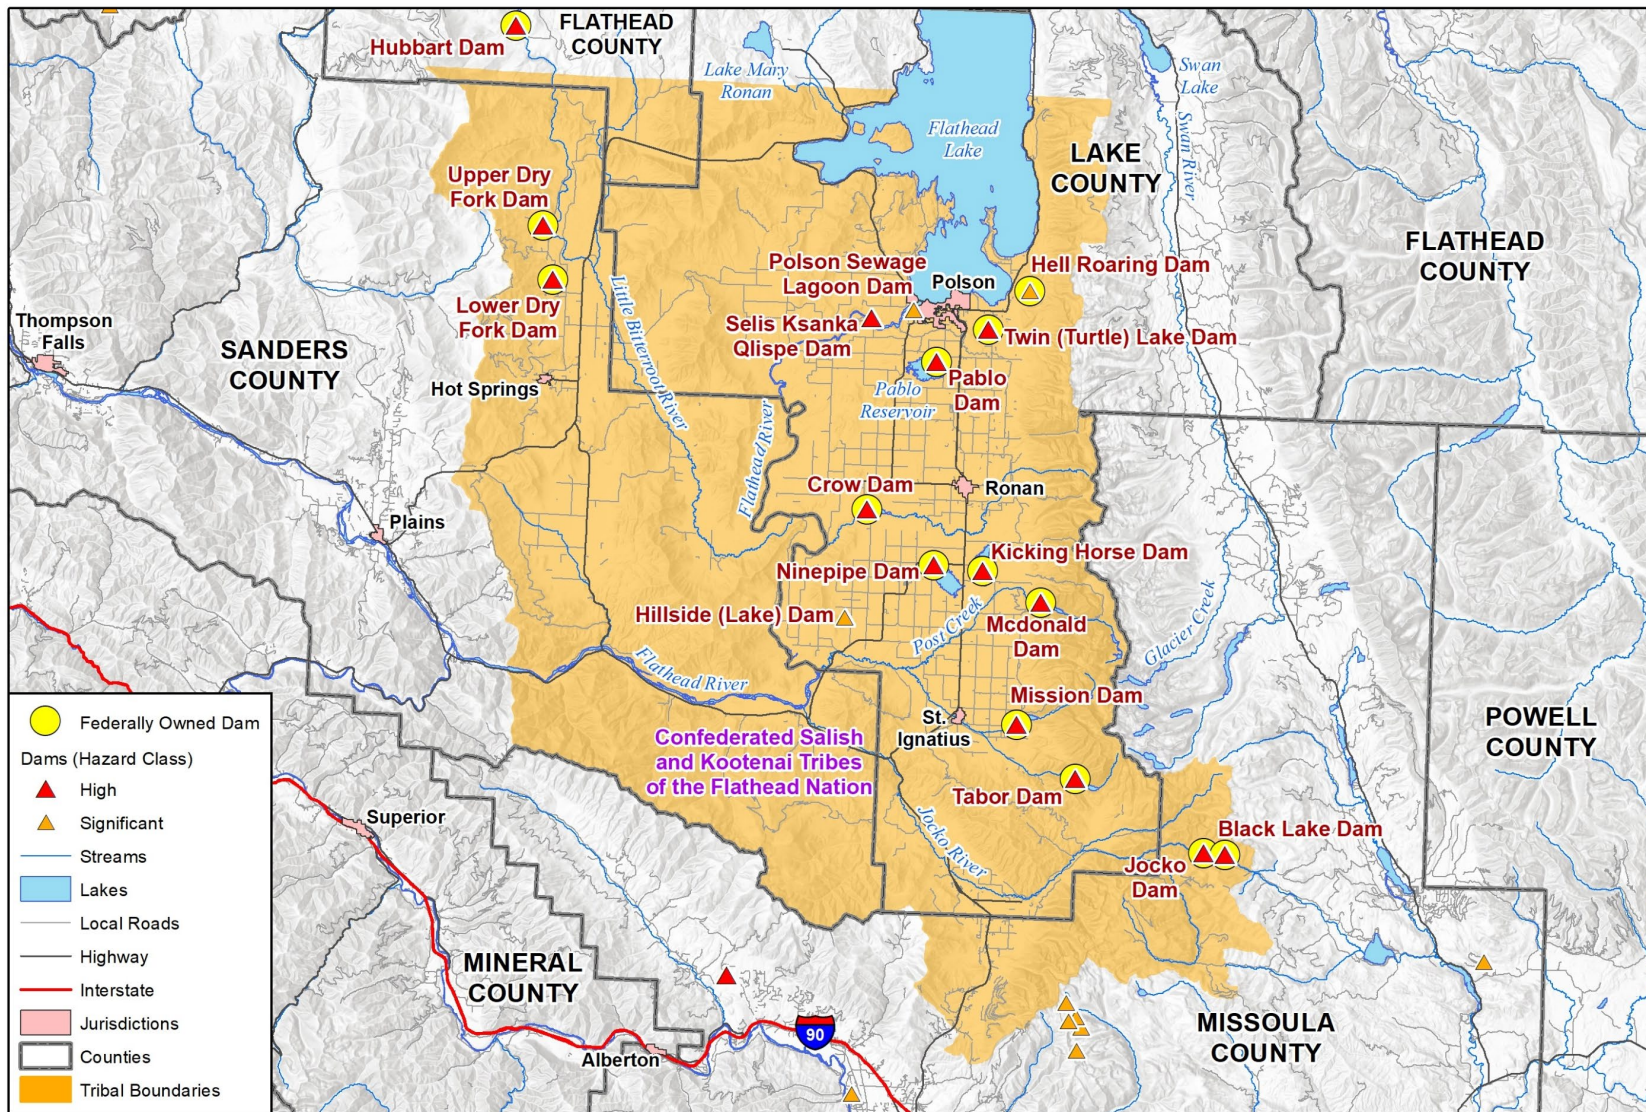 Hubbart Dam
FLATHEAD
COUNTY
Lake Mary
Ronan
Swan
Lake
Swan River
Flathead
Lake
LAKE
COUNTY
Upper Dry
Fork Dam
FLATHEAD
COUNTY
Polson Sewage
Lagoon Dam
Polson
Hell Roaring Dam
Lower Dry
Fork Dam
Little Bitterroot River
Thompson
Falls
SANDERS
COUNTY
Selis Ksanka
Qlispe Dam
Twin (Turtle) Lake Dam
Hot Springs
Pablo
Reservoir
Pablo
Dam
Flathead River
Crow Dam
Ronan
Plains
Kicking Horse Dam
Ninepipe Dam
Hillside (Lake) Dam
Post Creek
Mcdonald
Dam
Glacier Creek
Flathead River
Mission Dam
St.
Ignatius
POWELL
COUNTY
Confederated Salish
and Kootenai Tribes
of the Flathead Nation
Tabor Dam
Jocko River
Black Lake Dam
Jocko
Dam
Superior
MINERAL
COUNTY
MISSOULA
COUNTY
90
Alberton
Federally Owned Dam
Dams (Hazard Class)
High
Significant
Streams
Lakes
Local Roads
Highway
Interstate
Jurisdictions
Counties
Tribal Boundaries